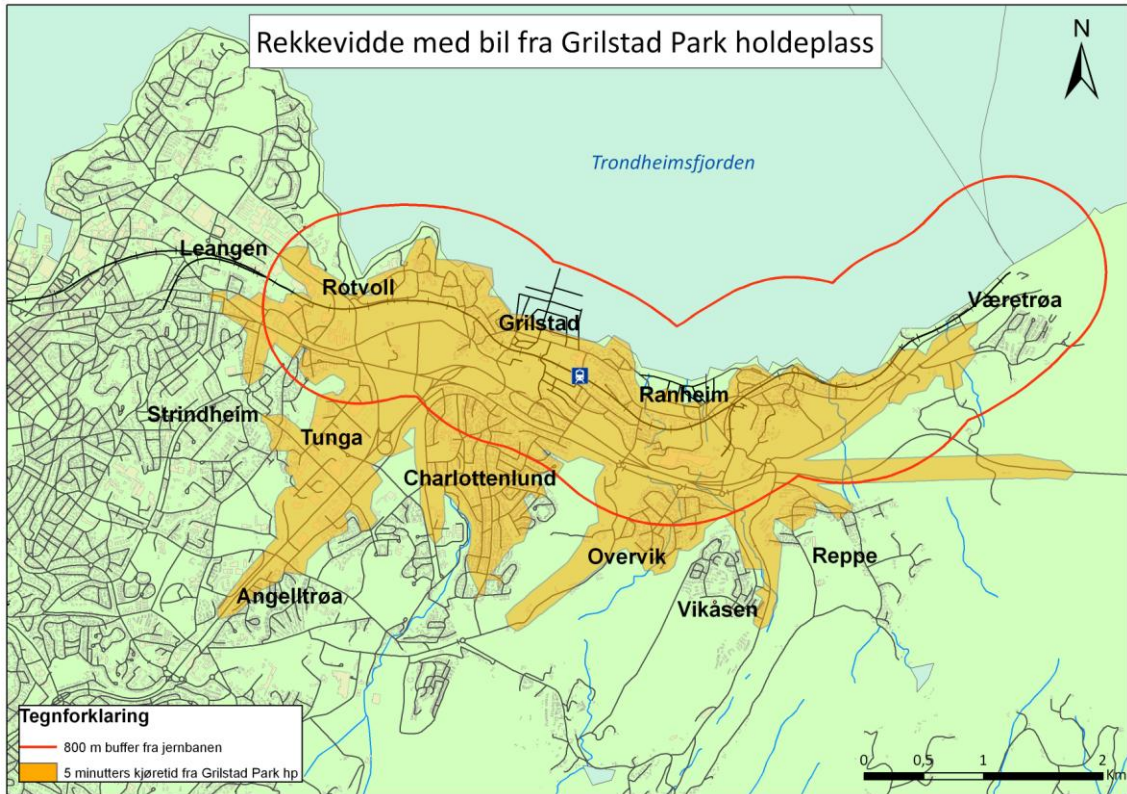 Rekkevidde med bil fra Grilstad Park holdeplass
N
Trondheimsfjorden
Leangen
Rotvoll
Væretrøa
Grilstad
Ranheim
Strindheim
Tunga
Charlottenlund
Overvik
Reppe
Angelltrøa
Vikåsen
Tegnforklaring
800 m buffer fra jernbanen
5 minutters kjøretid fra Grilstad Park hp
0 0,5 1 2
Km